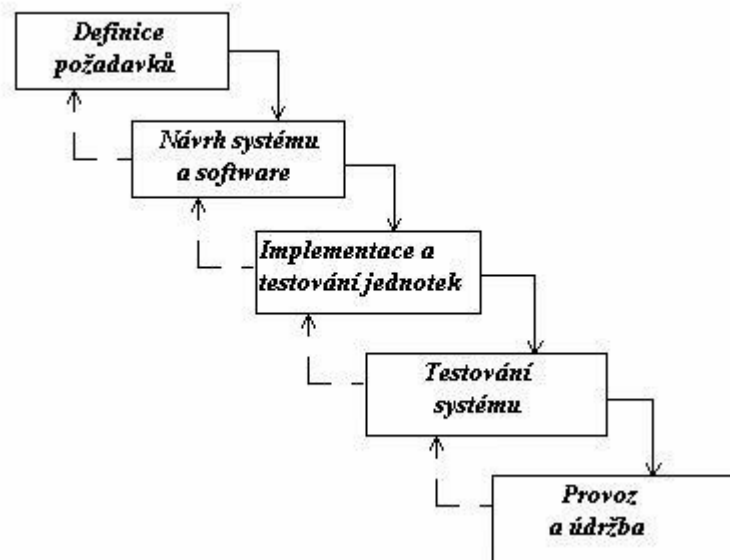 Definice
požadavků
Návrh systému
a software
Implementace a
testování jednotek
Testování
systému
Provoz
a údržba